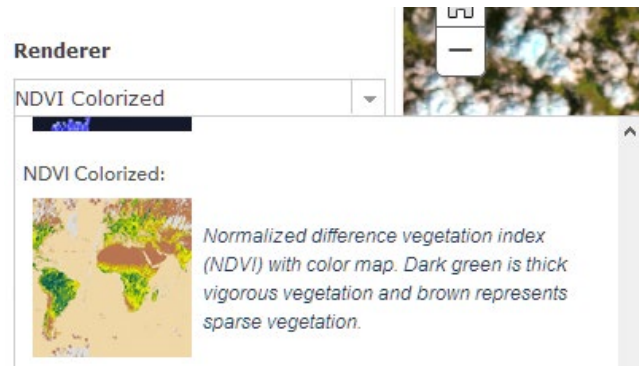 Renderer
NDVI Colorized
NDVI Colorized:
Normalized difference vegetation index
(NDVI) with color map. Dark green is thick
vigorous vegetation and brown represents
sparse vegetation.